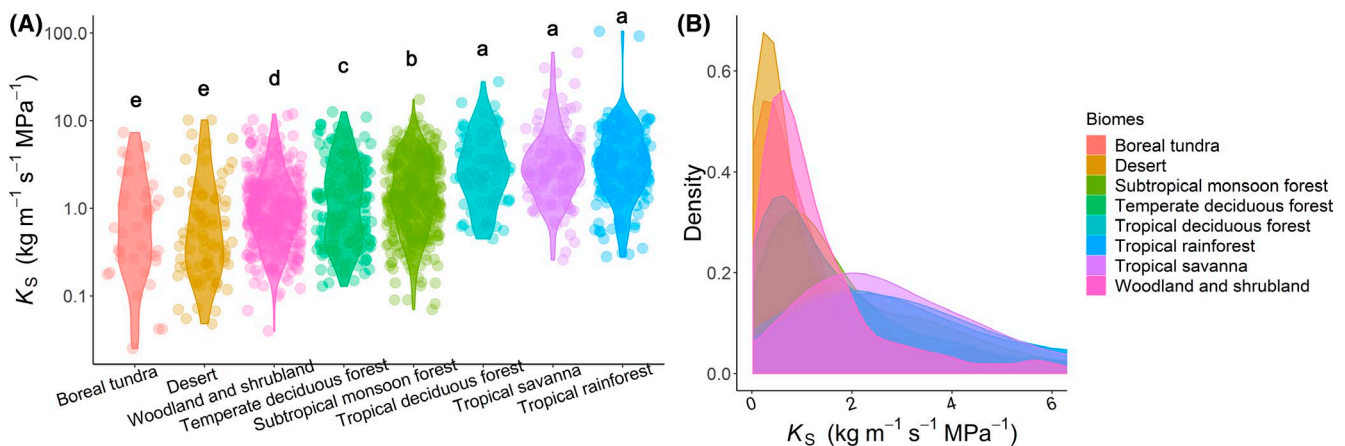 (A)
K_S (kg m⁻¹ s⁻¹ MPa⁻¹)
100.0
10.0
1.0
0.1
e
e
d
c
b
a
a
a
Boreal tundra
Desert
Woodland and shrubland
Temperate deciduous forest
Subtropical monsoon forest
Tropical deciduous forest
Tropical savanna
Tropical rainforest
(B)
Density
0.6
0.4
0.2
0.0
0
2
4
6
K_S (kg m⁻¹ s⁻¹ MPa⁻¹)
Biomes
Boreal tundra
Desert
Subtropical monsoon forest
Temperate deciduous forest
Tropical deciduous forest
Tropical rainforest
Tropical savanna
Woodland and shrubland